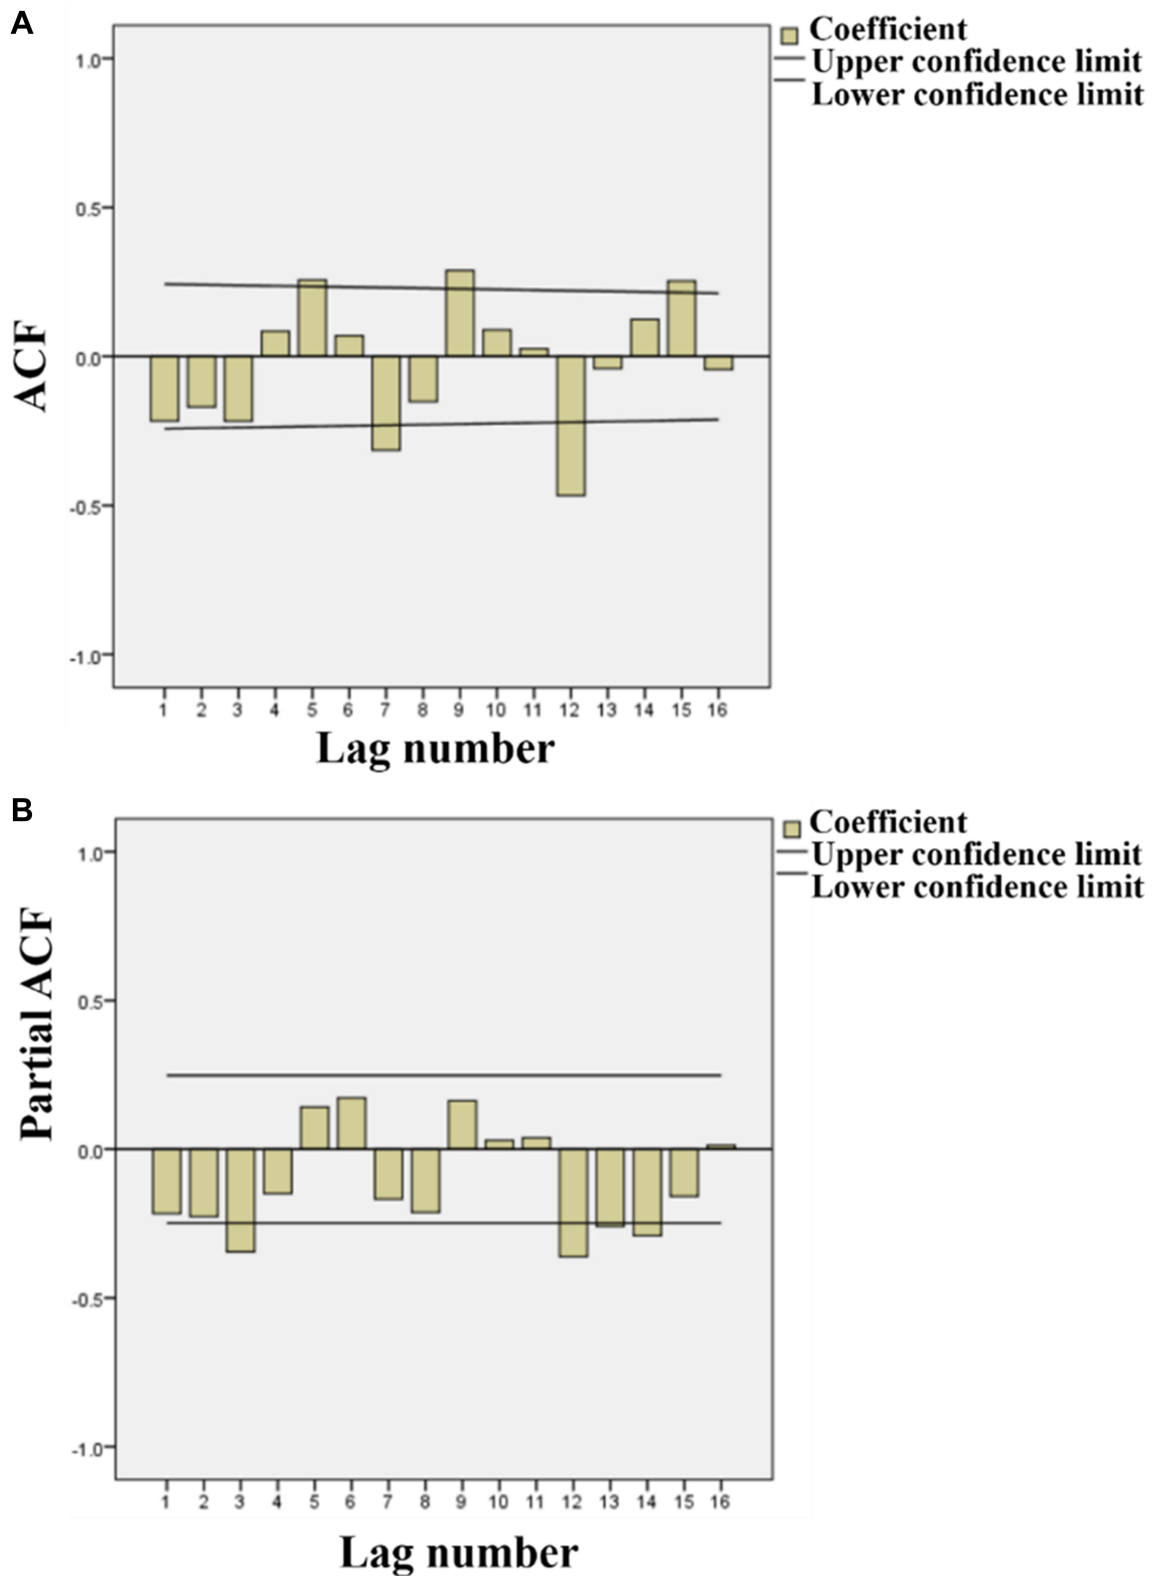 A
Coefficient
Upper confidence limit
Lower confidence limit
1.0
0.5
0.0
-0.5
-1.0
ACF
1 2 3 4 5 6 7 8 9 10 11 12 13 14 15 16
Lag number
B
Coefficient
Upper confidence limit
Lower confidence limit
1.0
0.5
0.0
-0.5
-1.0
Partial ACF
1 2 3 4 5 6 7 8 9 10 11 12 13 14 15 16
Lag number